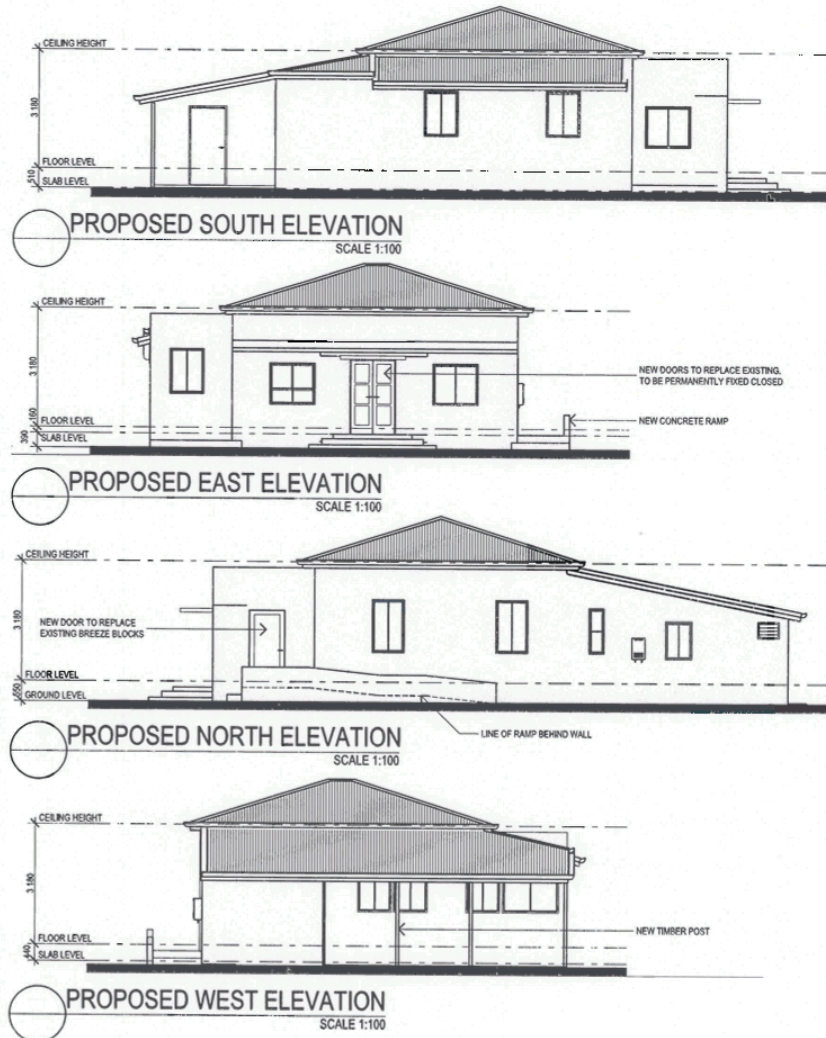 CEILING HEIGHT
3 180
FLOOR LEVEL
510
SLAB LEVEL
PROPOSED SOUTH ELEVATION
SCALE 1:100
CEILING HEIGHT
3 180
NEW DOORS TO REPLACE EXISTING.
TO BE PERMANENTLY FIXED CLOSED
160
FLOOR LEVEL
NEW CONCRETE RAMP
390
SLAB LEVEL
PROPOSED EAST ELEVATION
SCALE 1:100
CEILING HEIGHT
3 180
NEW DOOR TO REPLACE
EXISTING BREEZE BLOCKS
FLOOR LEVEL
550
GROUND LEVEL
LINE OF RAMP BEHIND WALL
PROPOSED NORTH ELEVATION
SCALE 1:100
CEILING HEIGHT
3 180
NEW TIMBER POST
FLOOR LEVEL
440
SLAB LEVEL
PROPOSED WEST ELEVATION
SCALE 1:100